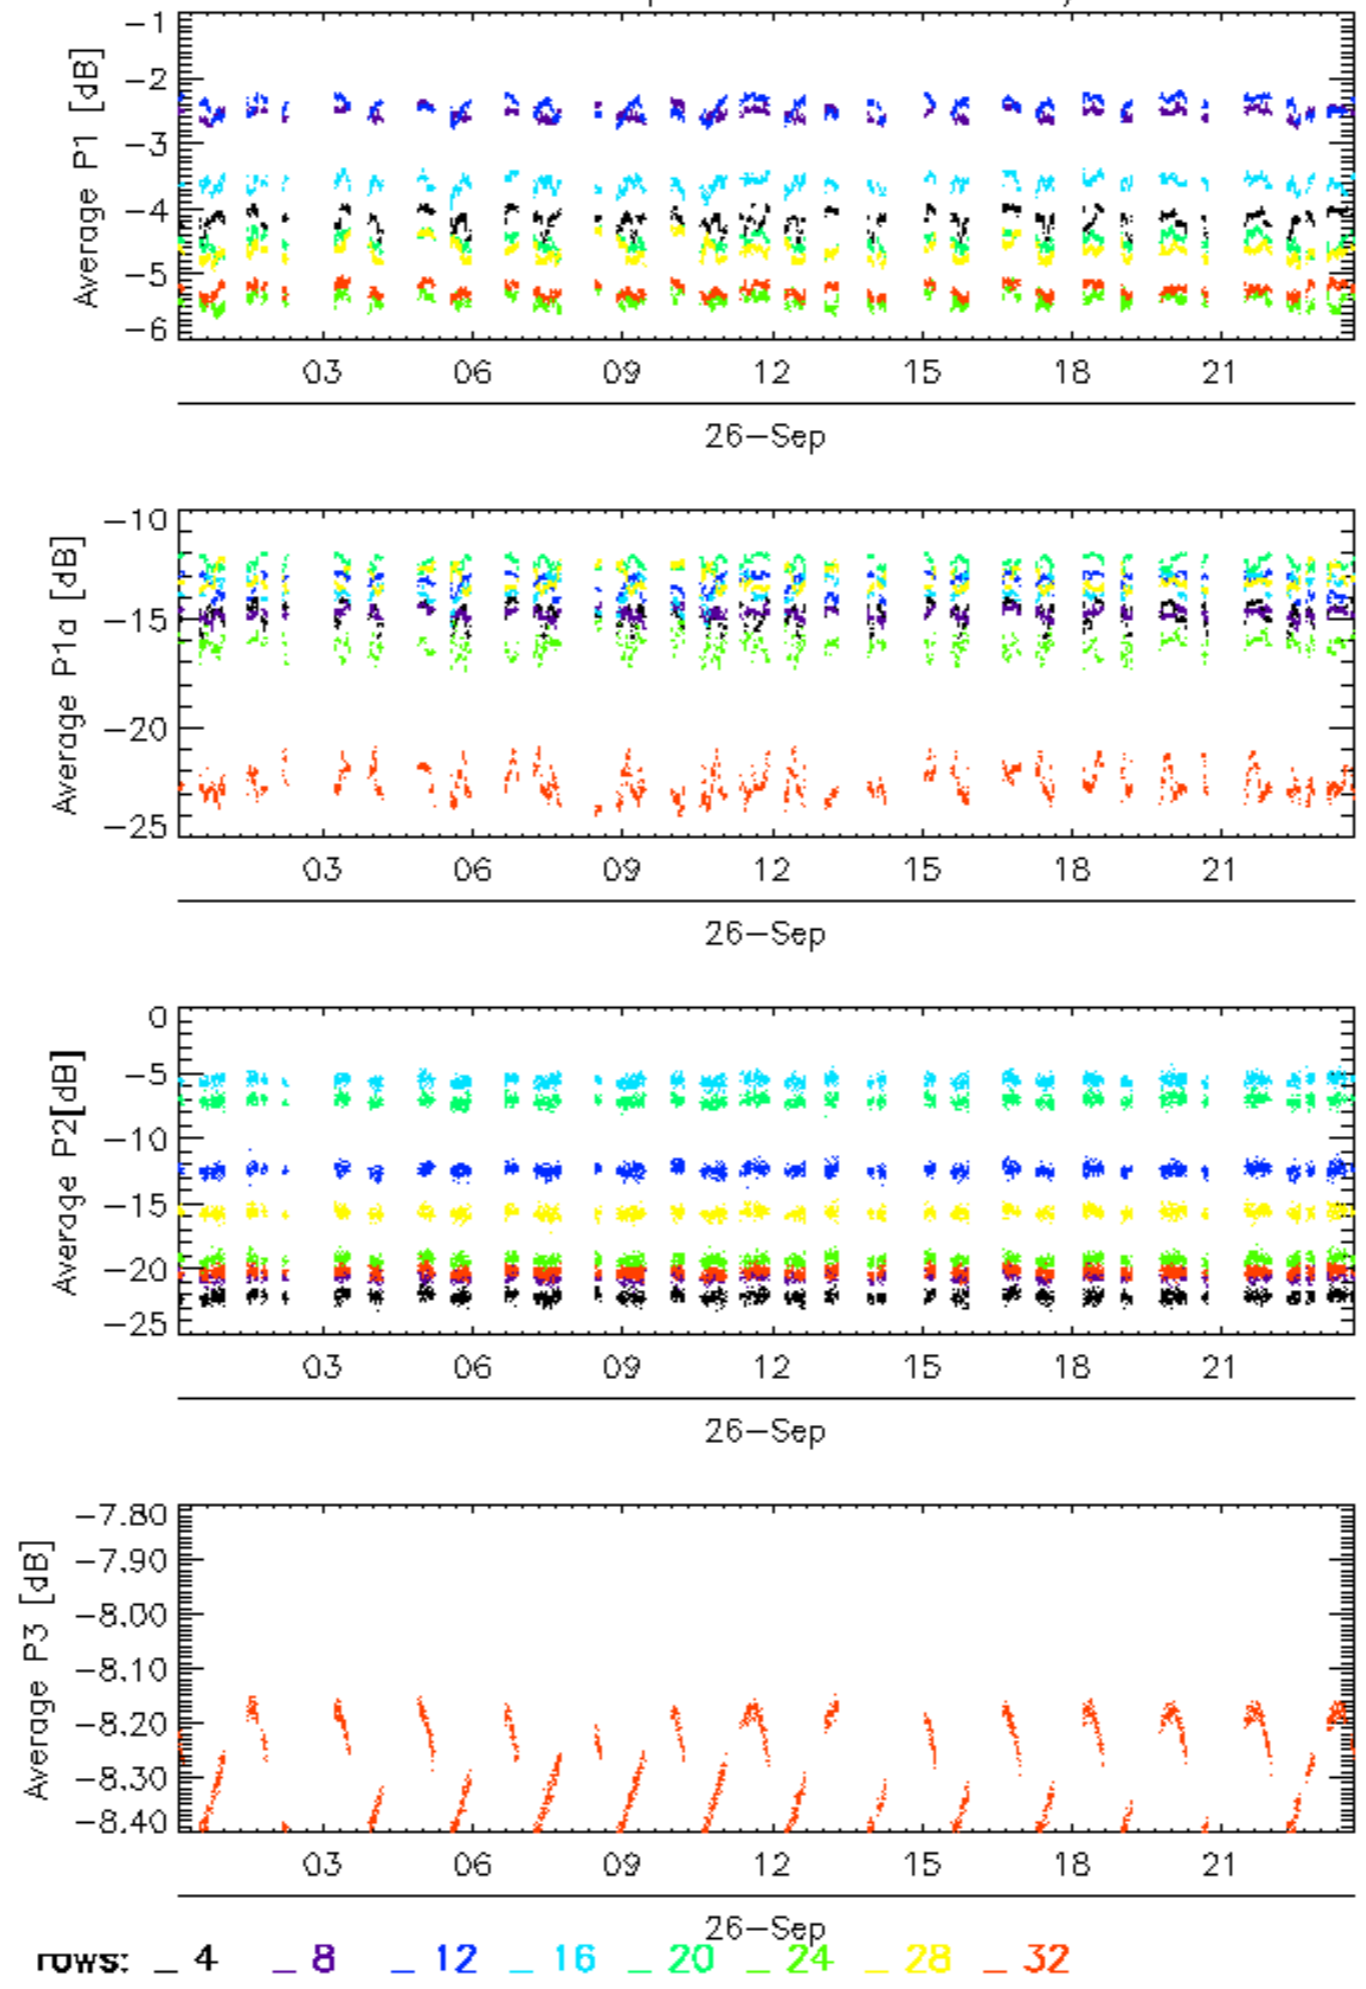 Average P1 [dB]
-1
-2
-3
-4
-5
-6
03 06 09 12 15 18 21
26-Sep
Average P1a [dB]
-10
-15
-20
-25
03 06 09 12 15 18 21
26-Sep
Average P2[dB]
0
-5
-10
-15
-20
-25
03 06 09 12 15 18 21
26-Sep
Average P3 [dB]
-7.80
-7.90
-8.00
-8.10
-8.20
-8.30
-8.40
03 06 09 12 15 18 21
26-Sep
rows: _ 4 _ 8 _ 12 _ 16 _ 20 _ 24 _ 28 _ 32